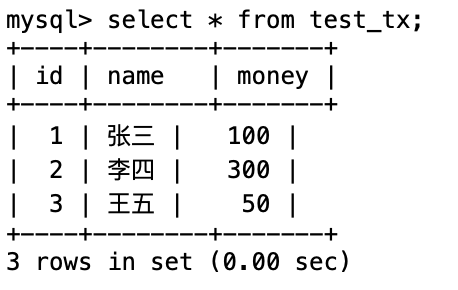 mysql> select * from test_tx;
+----+--------+-------+
| id | name   | money |
+----+--------+-------+
|  1 | 张三 |   100 |
|  2 | 李四 |   300 |
|  3 | 王五 |    50 |
+----+--------+-------+
3 rows in set (0.00 sec)